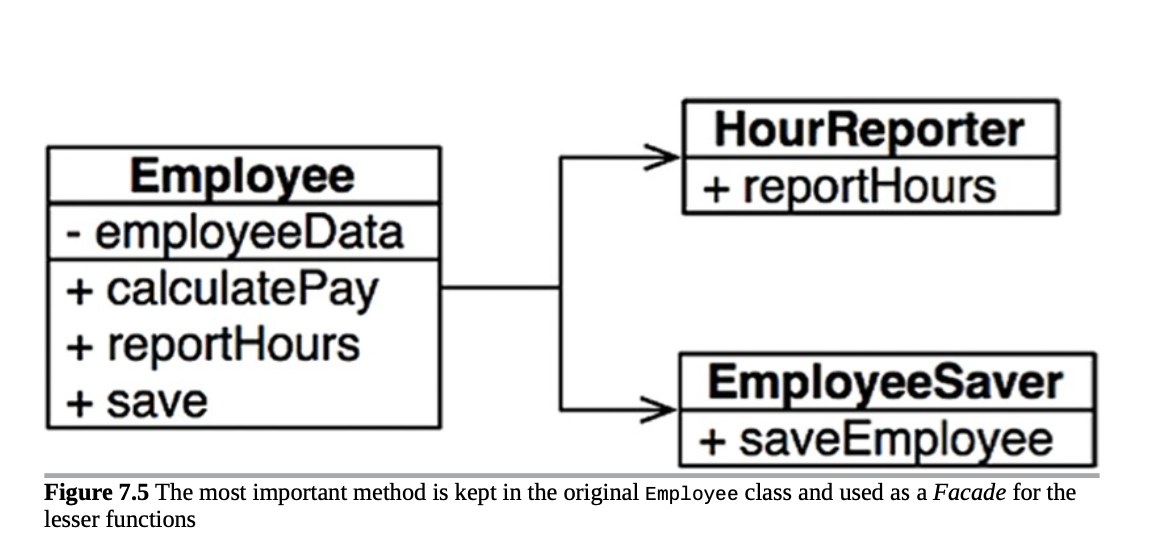 Employee
- employeeData
+ calculatePay
+ reportHours
+ save
HourReporter
+ reportHours
EmployeeSaver
+ saveEmployee
Figure 7.5 The most important method is kept in the original Employee class and used as a Facade for the
lesser functions